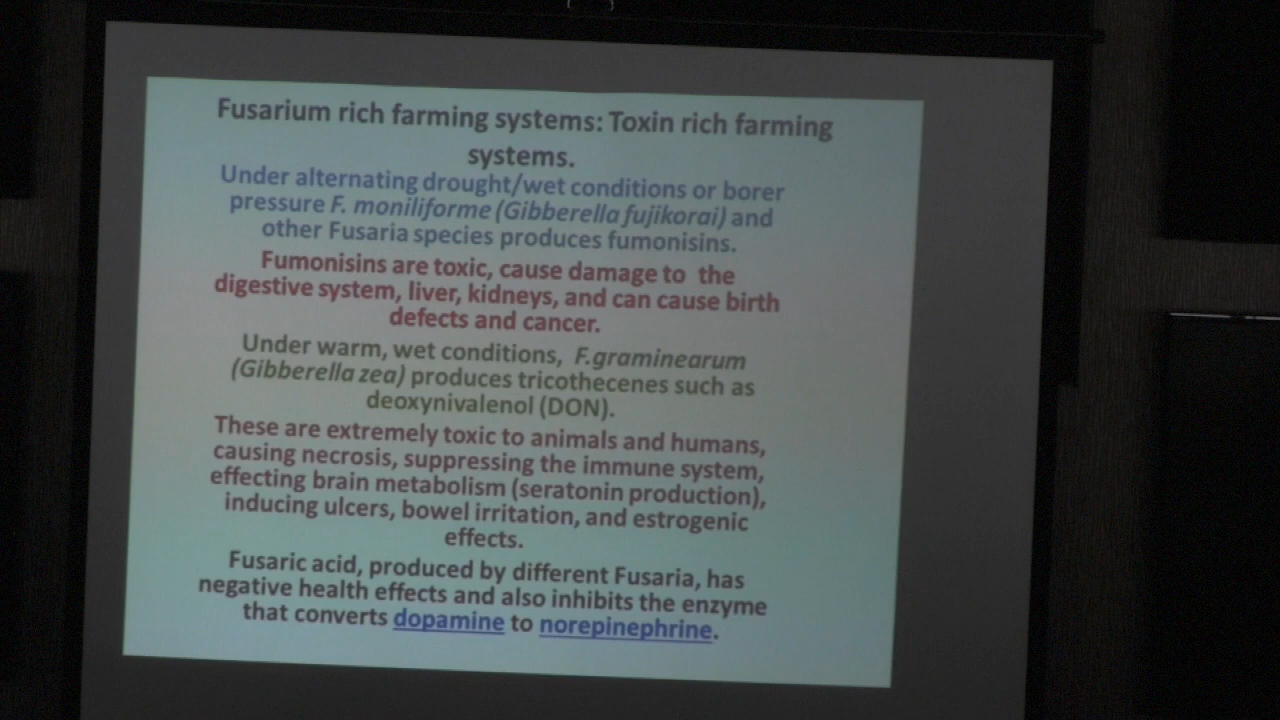 Fusarium rich farming systems: Toxin rich farming
systems.
Under alternating drought/wet conditions or borer
pressure F. moniliforme (Gibberella fujikorai) and
other Fusaria species produces fumonisins.
Fumonisins are toxic, cause damage to the
digestive system, liver, kidneys, and can cause birth
defects and cancer.
Under warm, wet conditions, F.graminearum
(Gibberella zea) produces tricothecenes such as
deoxynivalenol (DON).
These are extremely toxic to animals and humans,
causing necrosis, suppressing the immune system,
effecting brain metabolism (seratonin production),
inducing ulcers, bowel irritation, and estrogenic
effects.
Fusaric acid, produced by different Fusaria, has
negative health effects and also inhibits the enzyme
that converts dopamine to norepinephrine.